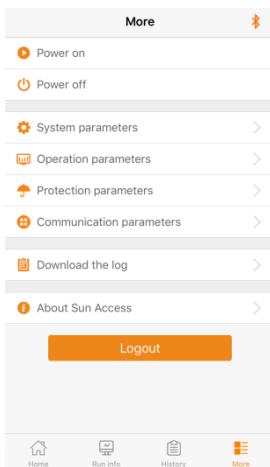 More
Power on
Power off
System parameters
Operation parameters
Protection parameters
Communication parameters
Download the log
About Sun Access
Logout
Home Run info History More